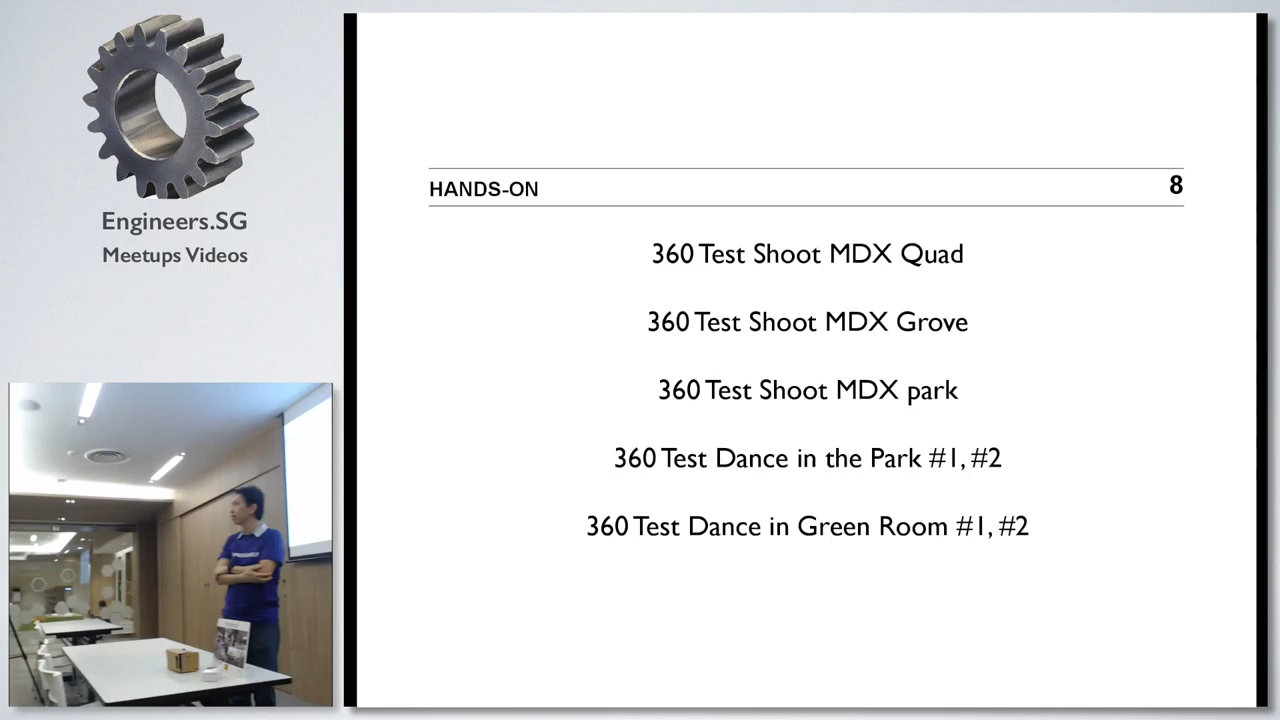 Engineers.SG
Meetups Videos
HANDS-ON
8
360 Test Shoot MDX Quad
360 Test Shoot MDX Grove
360 Test Shoot MDX park
360 Test Dance in the Park #1, #2
360 Test Dance in Green Room #1, #2